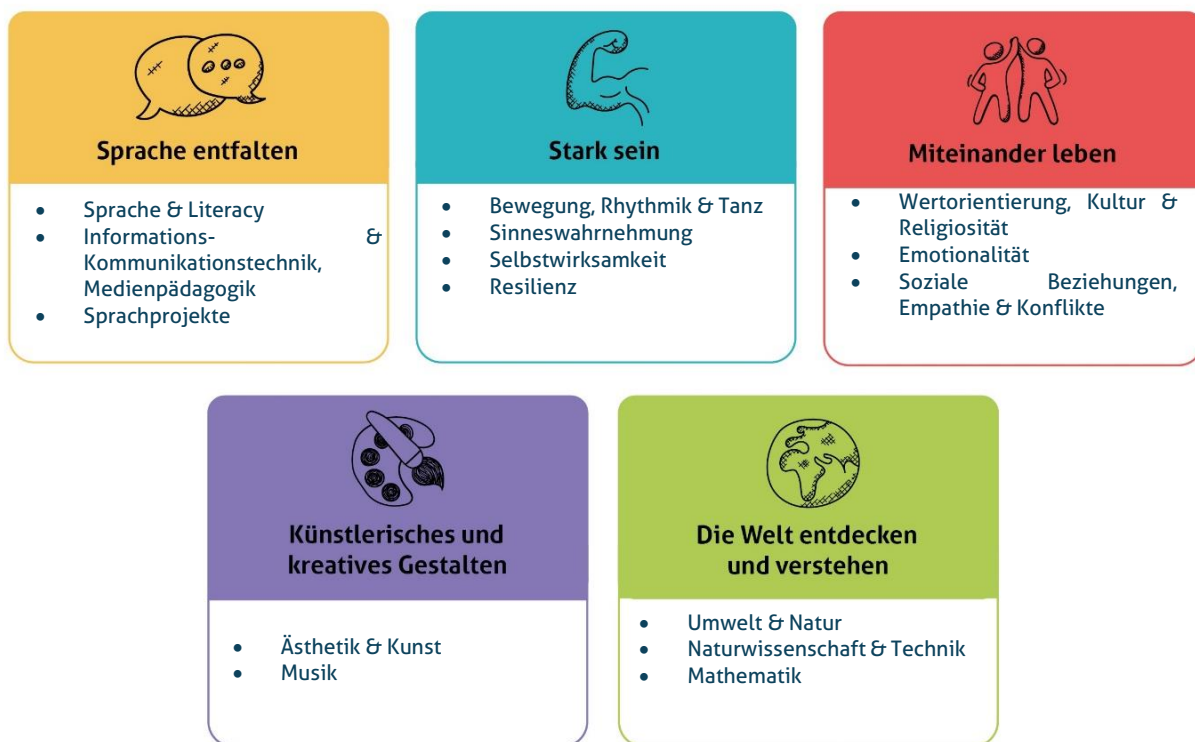 Sprache entfalten
• Sprache & Literacy
• Informations- &
Kommunikationstechnik,
Medienpädagogik
• Sprachprojekte
Stark sein
• Bewegung, Rhythmik & Tanz
• Sinneswahrnehmung
• Selbstwirksamkeit
• Resilienz
Miteinander leben
• Wertorientierung, Kultur &
Religiosität
• Emotionalität
• Soziale Beziehungen,
Empathie & Konflikte
Künstlerisches und
kreatives Gestalten
• Ästhetik & Kunst
• Musik
Die Welt entdecken
und verstehen
• Umwelt & Natur
• Naturwissenschaft & Technik
• Mathematik